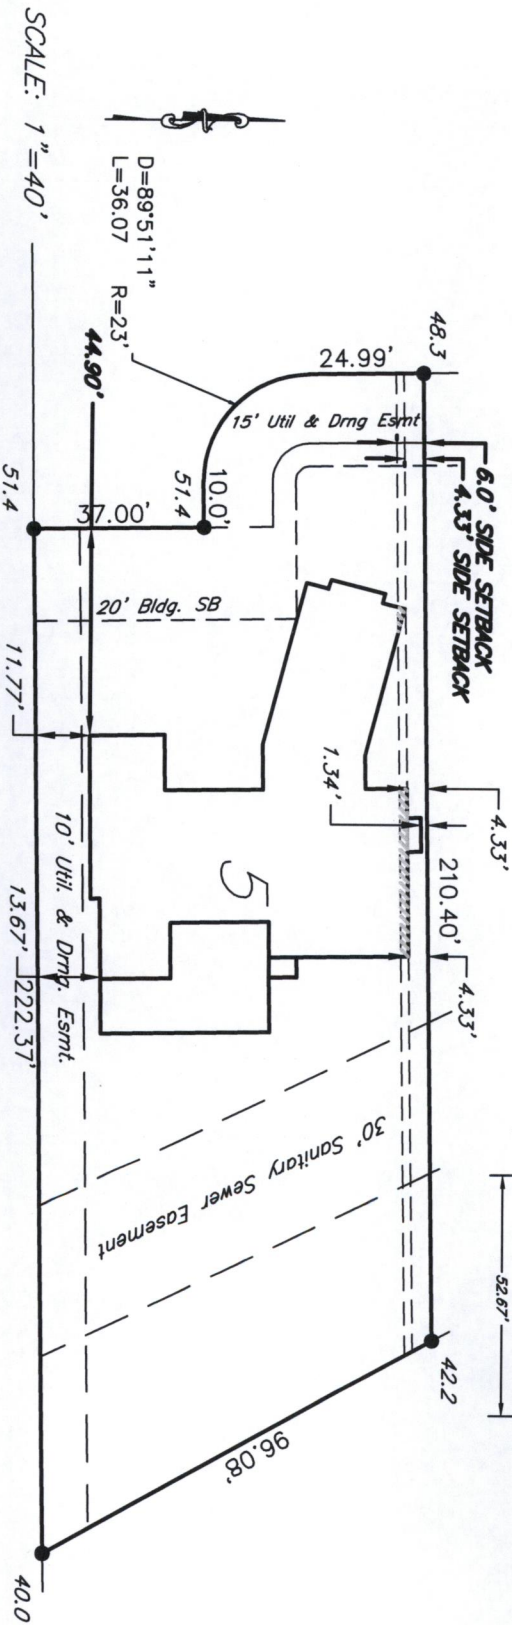 SCALE: 1"=40'
D=89°51'11"
L=36.07 R=23'
24.99'
48.3
15' Util & Drng Esmt
6.0' SIDE SETBACK
4.33' SIDE SETBACK
44.90'
37.00'
10.0'
51.4
51.4
20' Bldg. SB
11.77'
1.34'
4.33'
210.40'
4.33'
5
10' Util. & Drng. Esmt.
13.67'
222.37'
30' Sanitary Sewer Easement
52.67'
42.2
96.08'
40.0